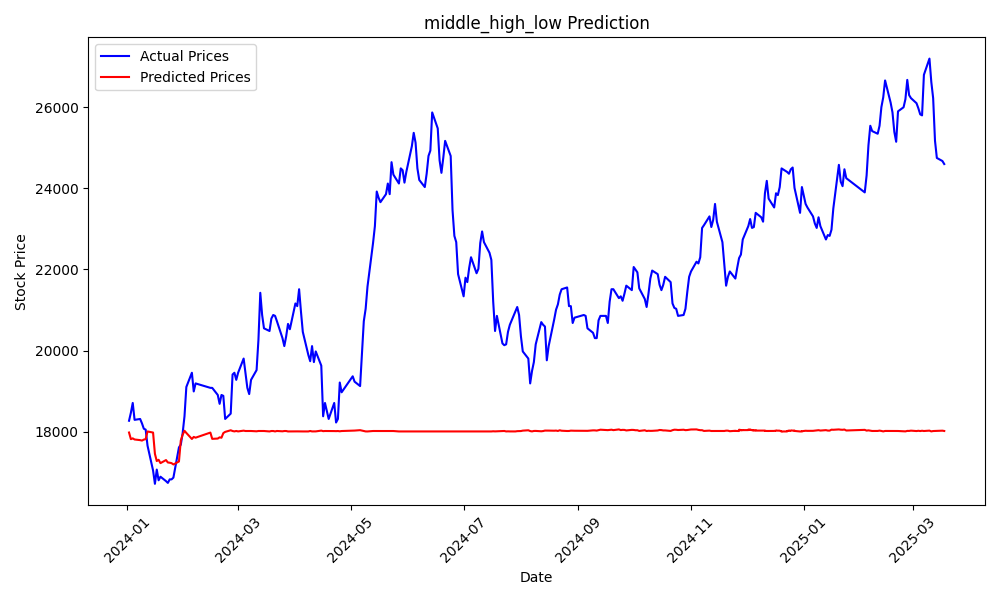 middle_high_low Prediction
Actual Prices
Predicted Prices
Stock Price
26000
24000
22000
20000
18000
2024-01
2024-03
2024-05
2024-07
2024-09
2024-11
2025-01
2025-03
Date